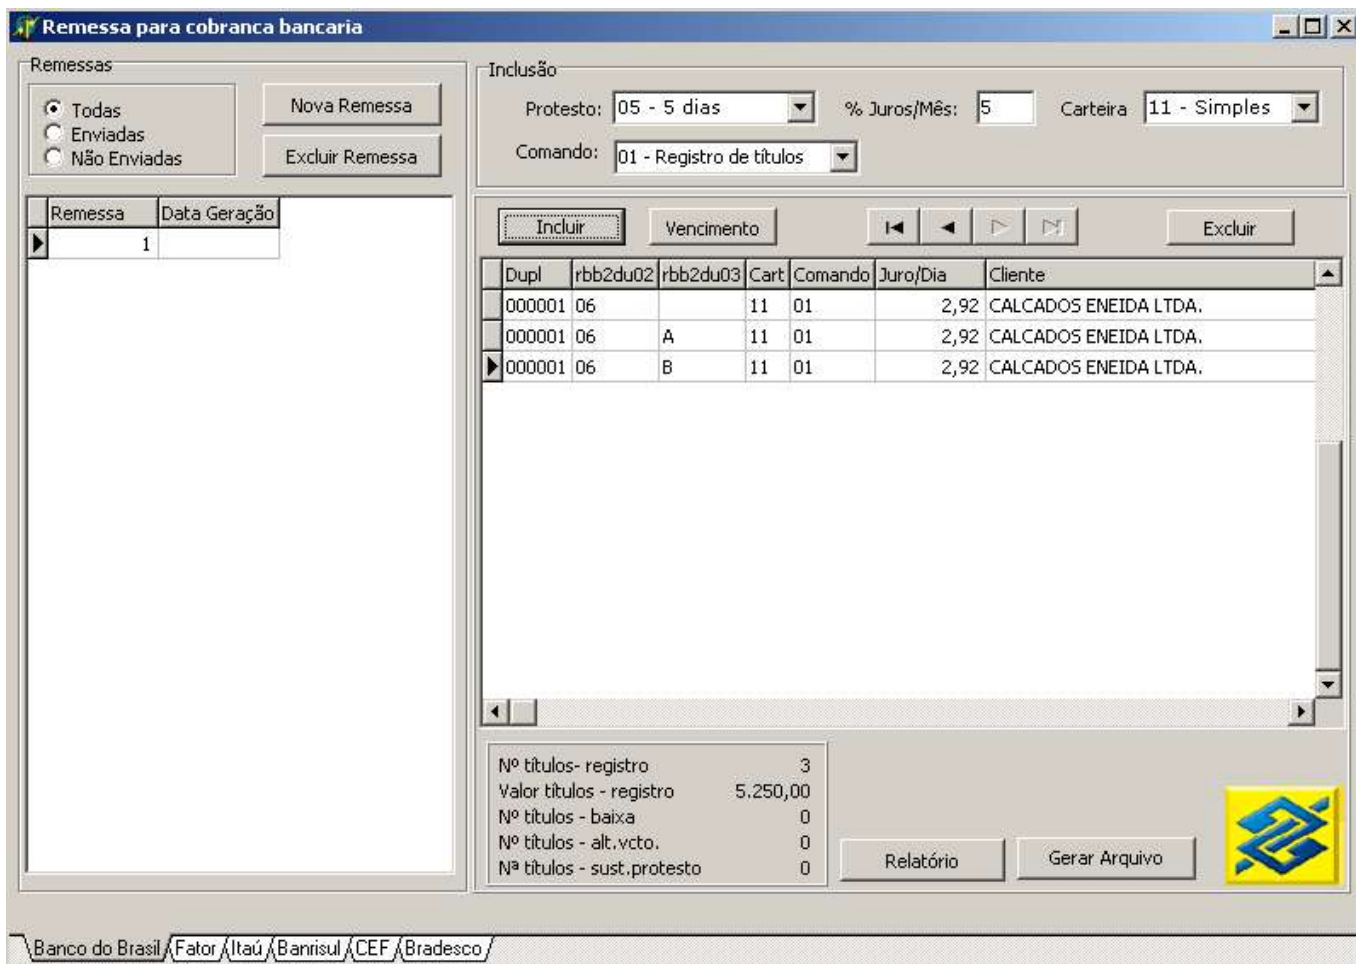 Remessa para cobranca bancaria
Remessas
Todas
Enviadas
Não Enviadas
Nova Remessa
Excluir Remessa
Remessa Data Geração
1
Inclusão
Protesto: 05 - 5 dias % Juros/Mês: 5 Carteira 11 - Simples
Comando: 01 - Registro de títulos
Incluir Vencimento Excluir
Dupl rbb2du02 rbb2du03 Cart Comando Juro/Dia Cliente
000001 06 11 01 2,92 CALCADOS ENEIDA LTDA.
000001 06 A 11 01 2,92 CALCADOS ENEIDA LTDA.
000001 06 B 11 01 2,92 CALCADOS ENEIDA LTDA.
Nº títulos- registro 3
Valor títulos - registro 5.250,00
Nº títulos - baixa 0
Nº títulos - alt.vcto. 0
Nª títulos - sust.protesto 0
Relatório Gerar Arquivo
Banco do Brasil Fator Itaú Banrisul CEF Bradesco